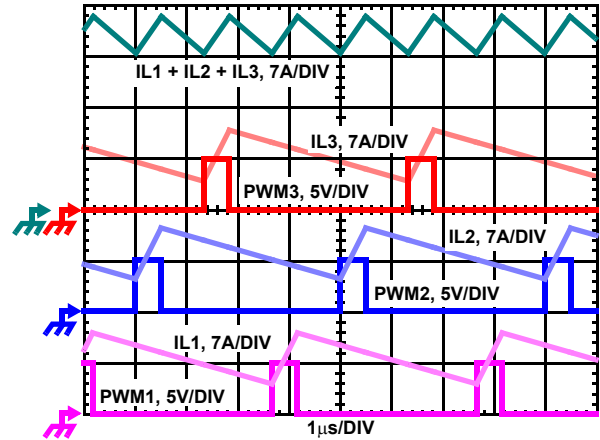 IL1 + IL2 + IL3, 7A/DIV
IL3, 7A/DIV
PWM3, 5V/DIV
IL2, 7A/DIV
PWM2, 5V/DIV
IL1, 7A/DIV
PWM1, 5V/DIV
1μs/DIV